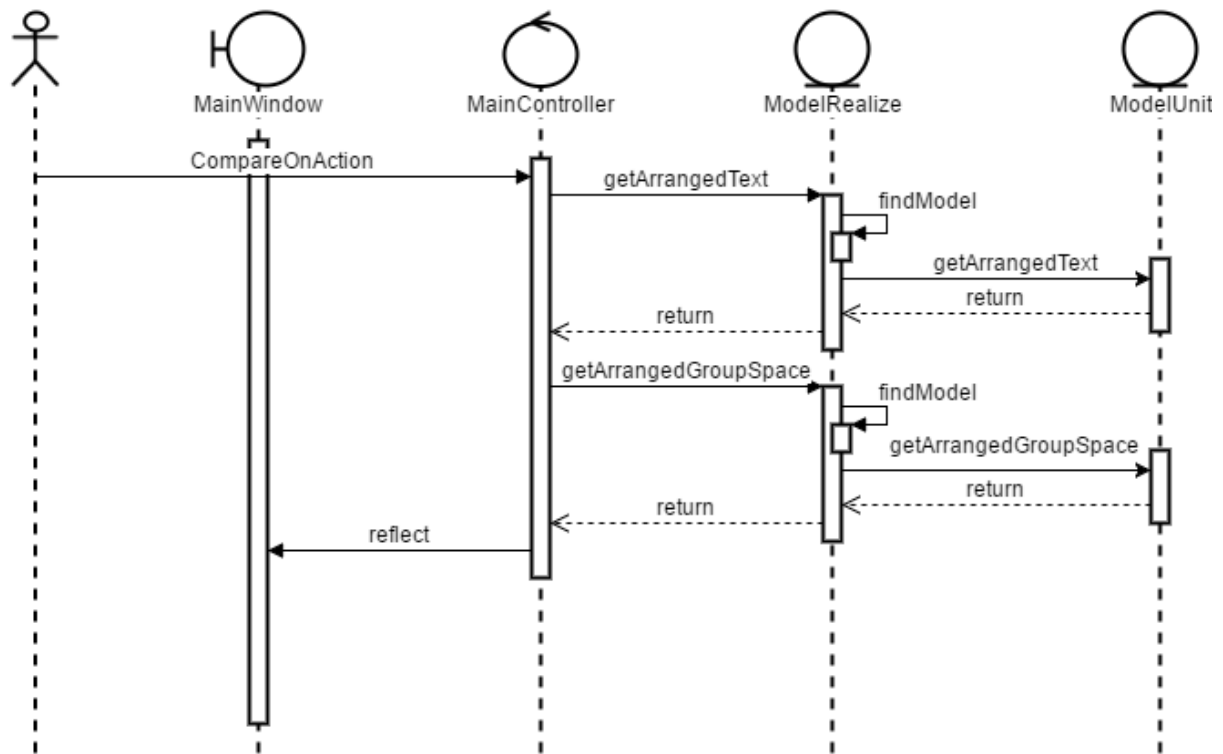 MainWindow
MainController
ModelRealize
ModelUnit
CompareOnAction
getArrangedText
findModel
getArrangedText
return
return
getArrangedGroupSpace
findModel
getArrangedGroupSpace
return
return
reflect